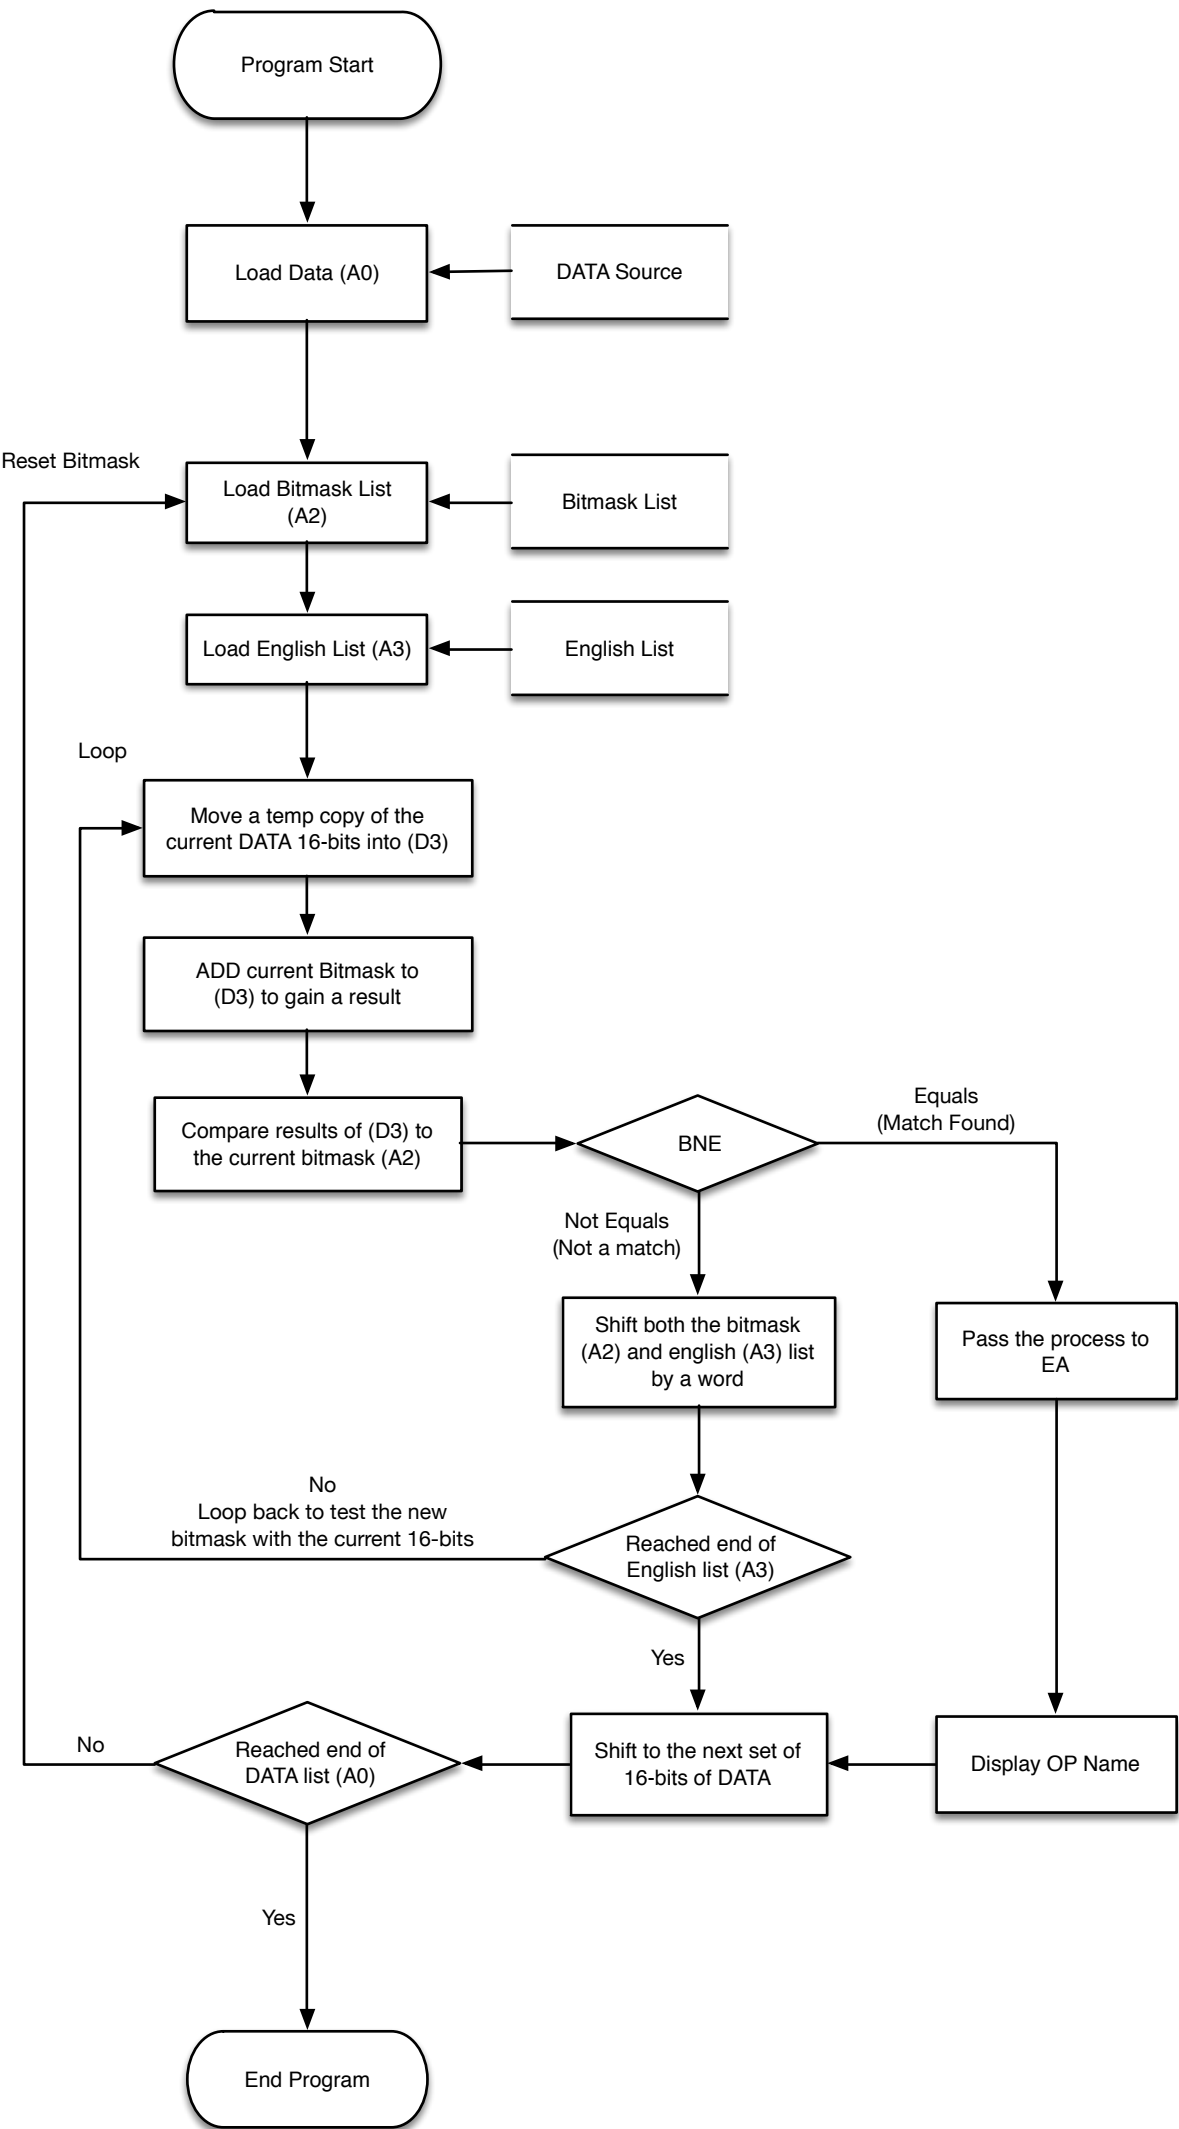 Program Start
Load Data (A0)
DATA Source
Reset Bitmask
Load Bitmask List
(A2)
Bitmask List
Load English List (A3)
English List
Loop
Move a temp copy of the
current DATA 16-bits into (D3)
ADD current Bitmask to
(D3) to gain a result
Compare results of (D3) to
the current bitmask (A2)
BNE
Equals
(Match Found)
Not Equals
(Not a match)
Shift both the bitmask
(A2) and english (A3) list
by a word
Pass the process to
EA
No
Loop back to test the new
bitmask with the current 16-bits
Reached end of
English list (A3)
Yes
No
Reached end of
DATA list (A0)
Shift to the next set of
16-bits of DATA
Display OP Name
Yes
End Program